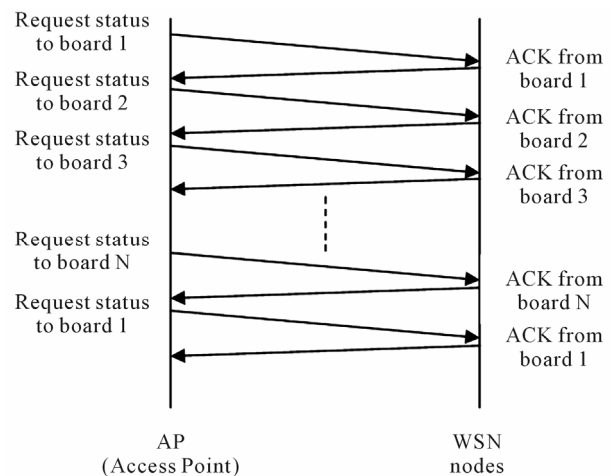 Request status
to board 1
ACK from
board 1
Request status
to board 2
ACK from
board 2
Request status
to board 3
ACK from
board 3
Request status
to board N
ACK from
board N
Request status
to board 1
ACK from
board 1
AP
(Access Point)
WSN
nodes